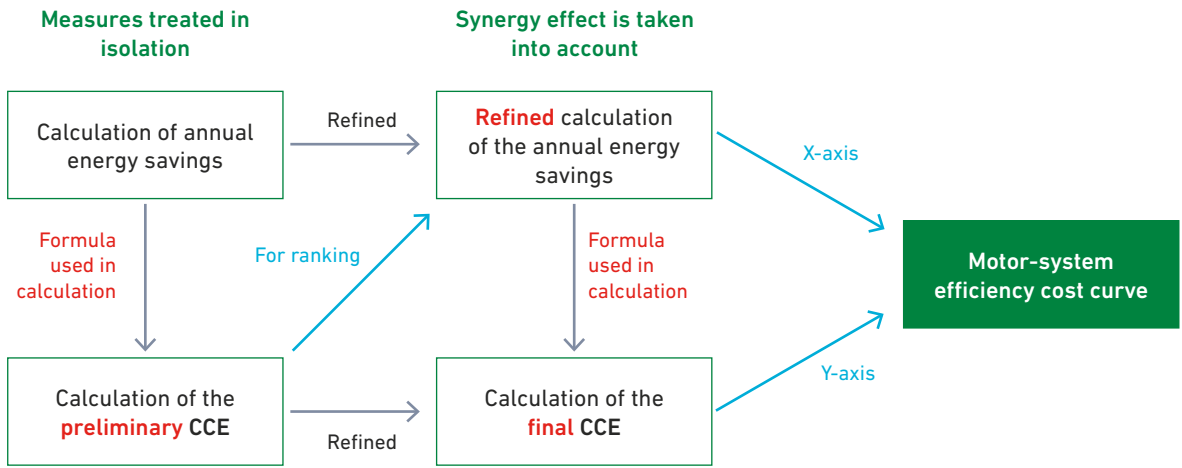 Measures treated in
isolation
Synergy effect is taken
into account
Calculation of annual
energy savings
Refined
Refined calculation
of the annual energy
savings
X-axis
Formula
used in
calculation
For ranking
Formula
used in
calculation
Motor-system
efficiency cost curve
Calculation of the
preliminary CCE
Refined
Calculation of the
final CCE
Y-axis